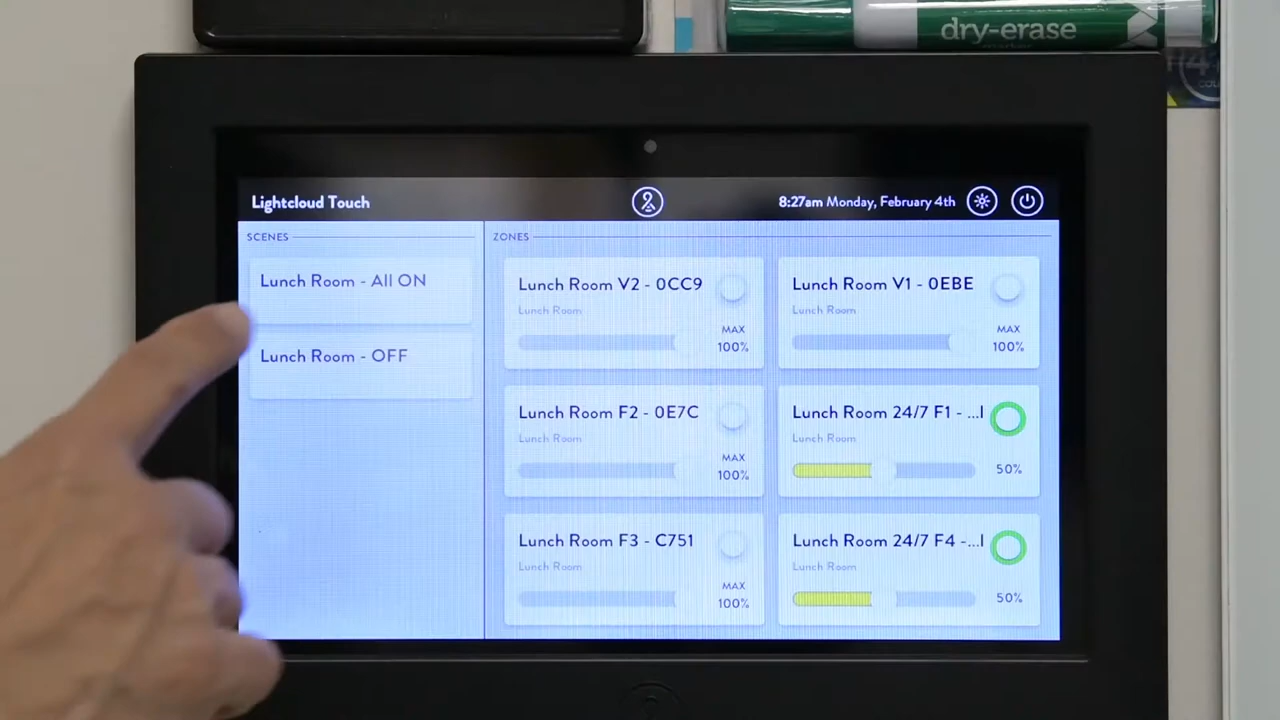 dry-erase
marker
Lightcloud Touch
8:27am Monday, February 4th
SCENES
Lunch Room - All ON
Lunch Room - OFF
ZONES
Lunch Room V2 - 0CC9
Lunch Room
MAX
100%
Lunch Room V1 - 0EBE
Lunch Room
MAX
100%
Lunch Room F2 - 0E7C
Lunch Room
MAX
100%
Lunch Room 24/7 F1 - ...l
Lunch Room
50%
Lunch Room F3 - C751
Lunch Room
MAX
100%
Lunch Room 24/7 F4 -...l
Lunch Room
50%